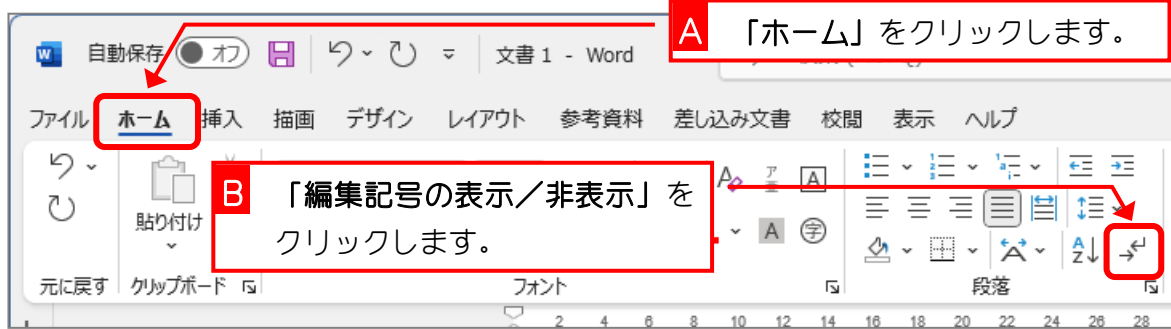 A 「ホーム」をクリックします。
自動保存 オフ 文書 1 - Word
ファイル ホーム 挿入 描画 デザイン レイアウト 参考資料 差し込み文書 校閲 表示 ヘルプ
B 「編集記号の表示／非表示」を
クリックします。
貼り付け
元に戻す クリップボード フォント 段落
2 4 6 8 10 12 14 16 18 20 22 24 26 28